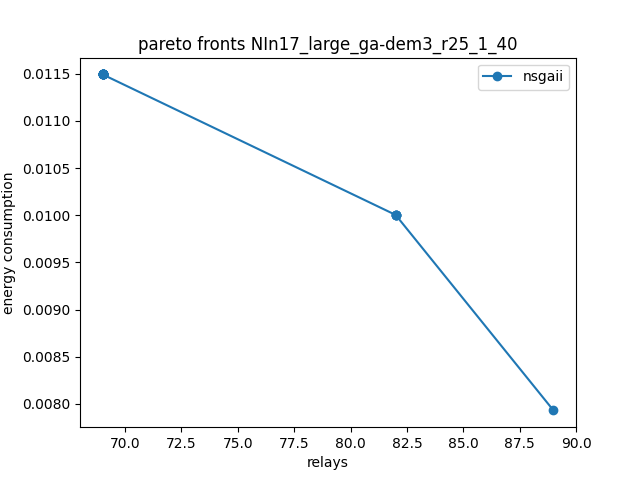 pareto fronts NIn17_large_ga-dem3_r25_1_40
nsgaii
energy consumption
0.0115
0.0110
0.0105
0.0100
0.0095
0.0090
0.0085
0.0080
70.0 72.5 75.0 77.5 80.0 82.5 85.0 87.5 90.0
relays